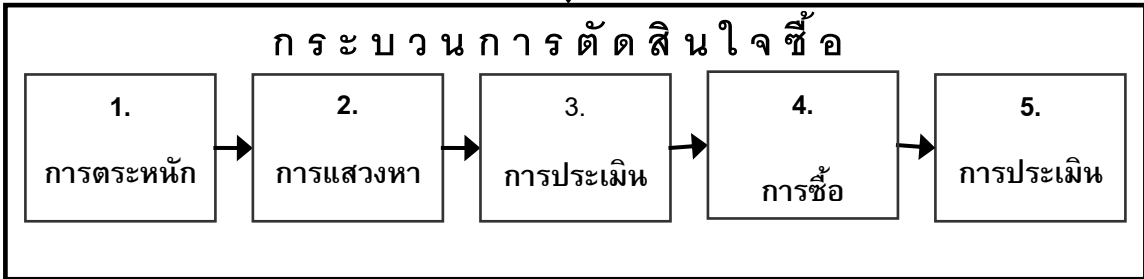 กระบวนการตัดสินใจซื้อ
1.
การตระหนัก
2.
การแสวงหา
3.
การประเมิน
4.
การซื้อ
5.
การประเมิน